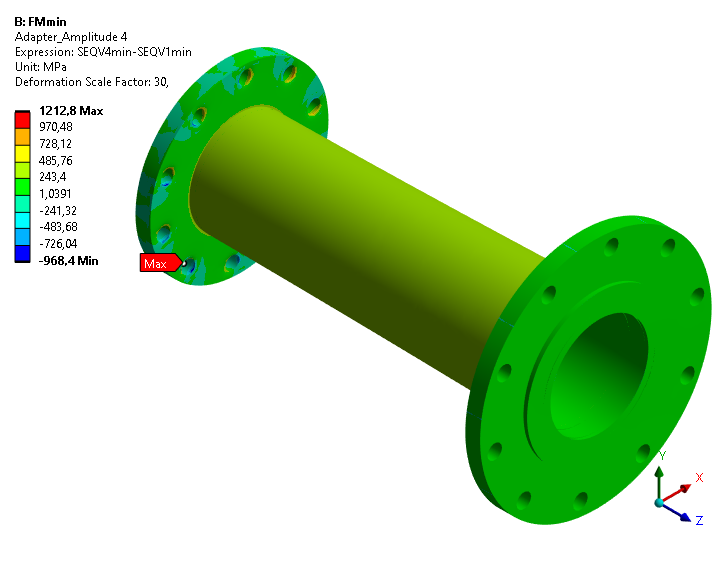 B: FMmin
Adapter_Amplitude 4
Expression: SEQV4min-SEQV1min
Unit: MPa
Deformation Scale Factor: 30,
1212,8 Max
970,48
728,12
485,76
243,4
1,0391
-241,32
-483,68
-726,04
-968,4 Min
Max
Y
X
Z